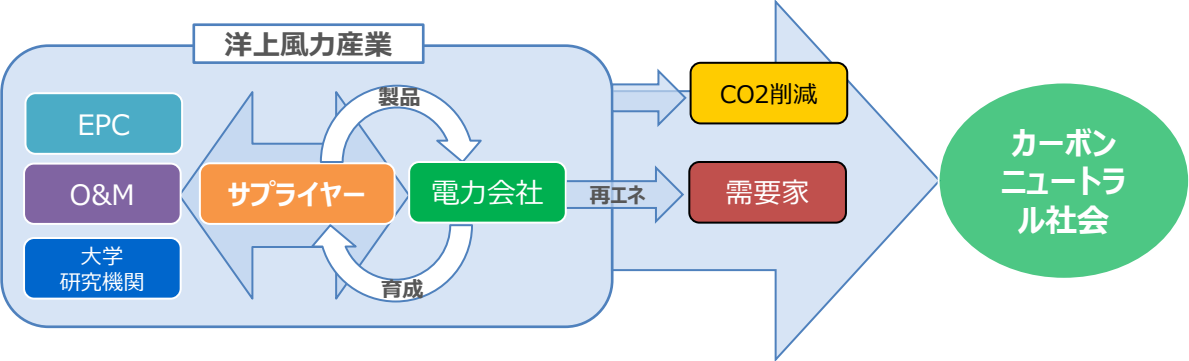 洋上風力産業
製品
EPC
CO2削減
O&M
サプライヤー
電力会社
再エネ
需要家
カーボン
ニュートラ
ル社会
大学
研究機関
育成